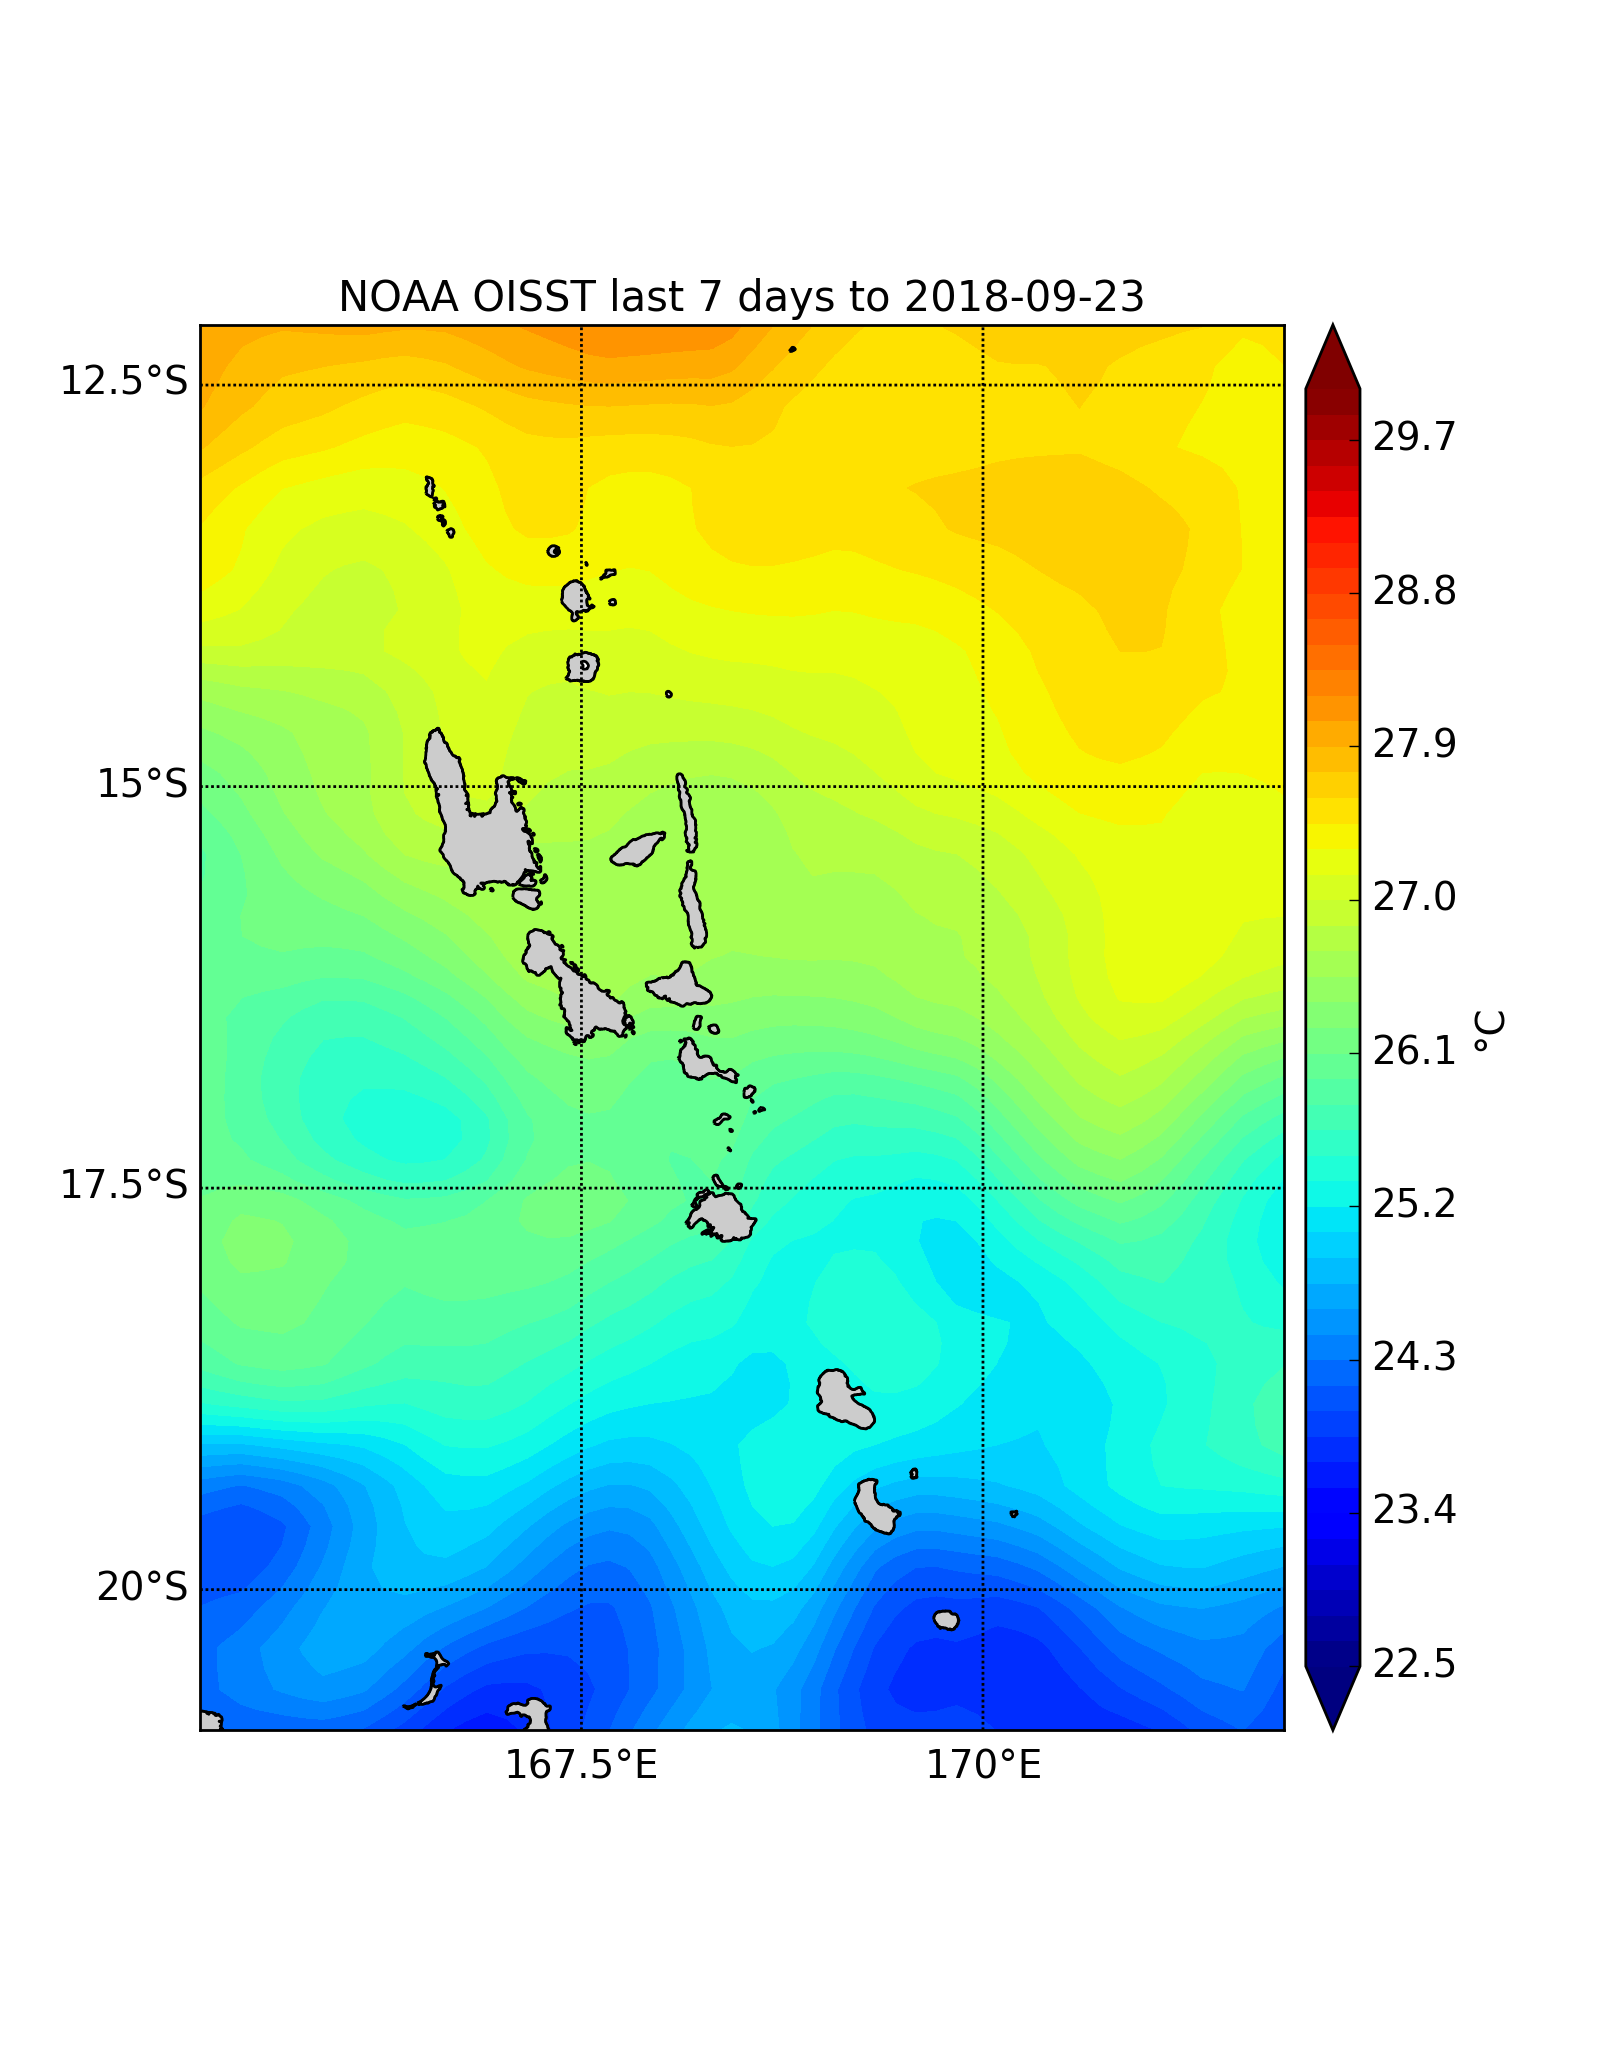 NOAA OISST last 7 days to 2018-09-23
12.5°S
15°S
17.5°S
20°S
167.5°E
170°E
29.7
28.8
27.9
27.0
26.1
25.2
24.3
23.4
22.5
°C